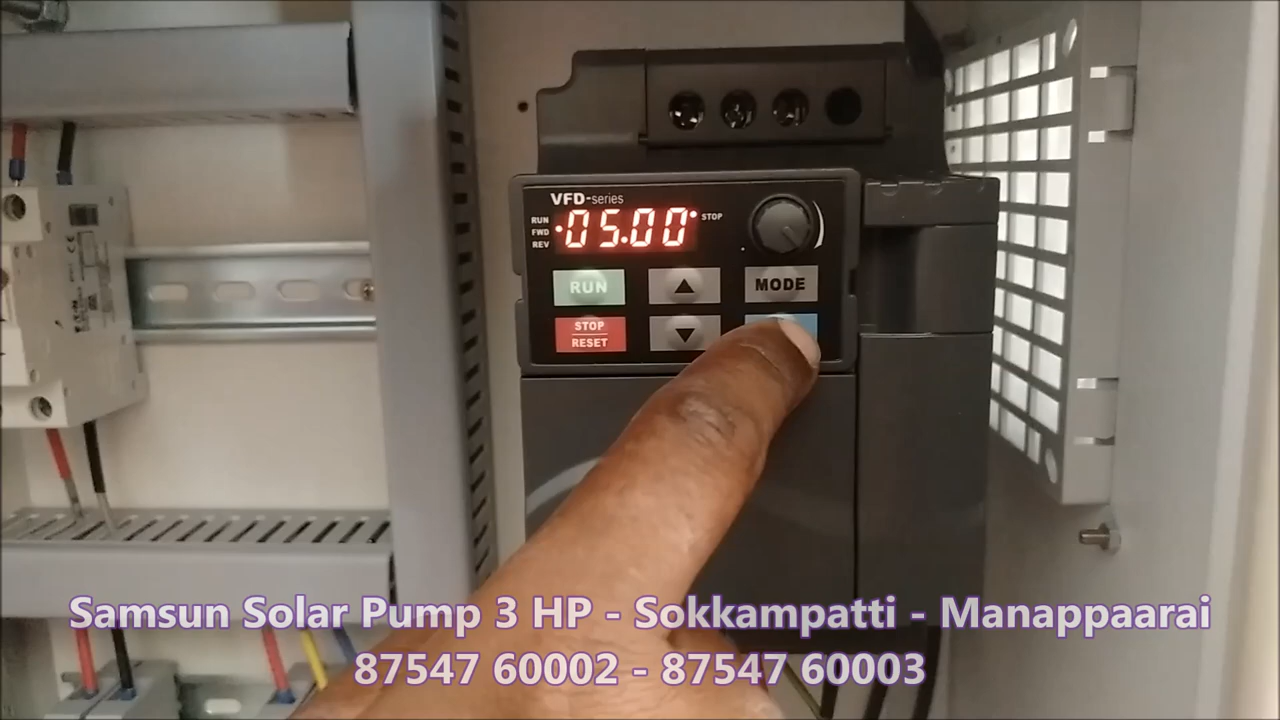 VFD-series
RUN
FWD
REV
05.00
STOP
RUN
▲
MODE
STOP
RESET
▼
Samsun Solar Pump 3 HP - Sokkampatti - Manappaarai
87547 60002 - 87547 60003